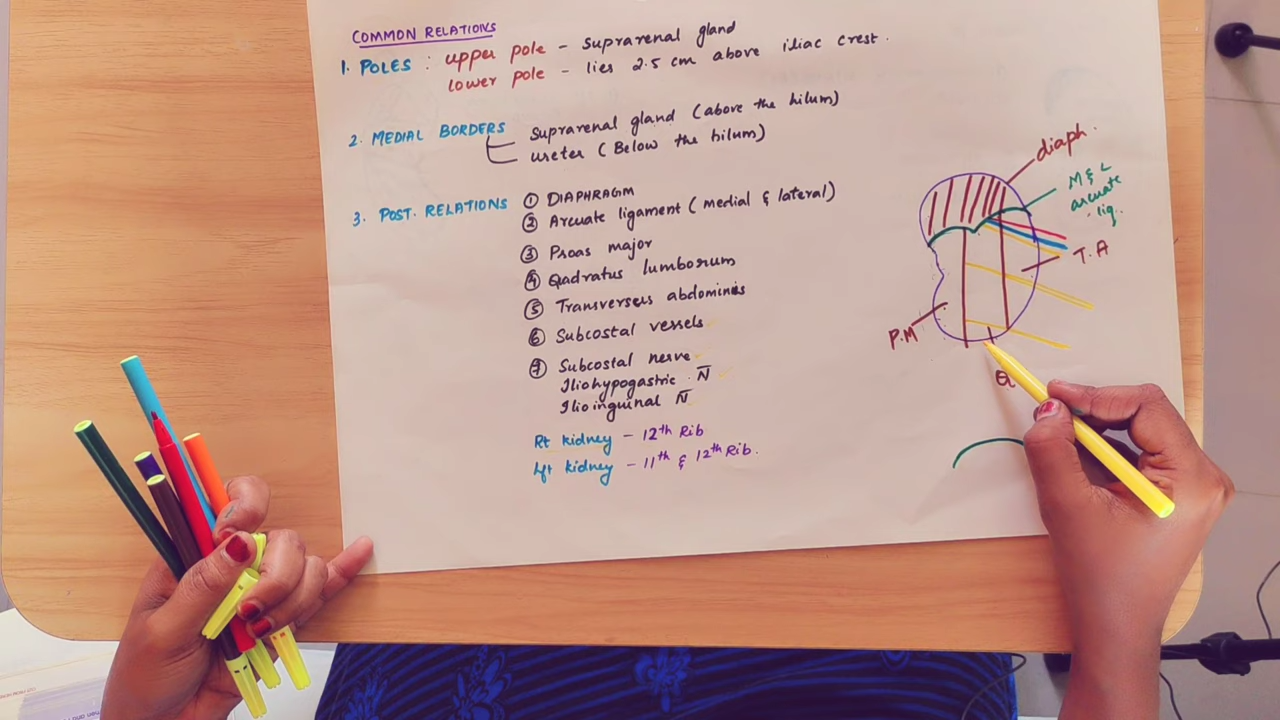 COMMON RELATIONS
1. POLES : upper pole - suprarenal gland
lower pole - lies 2.5 cm above iliac crest.
2. MEDIAL BORDERS
suprarenal gland (above the hilum)
ureter (Below the hilum)
3. POST. RELATIONS
① DIAPHRAGM
② Arcuate ligament (medial & lateral)
③ Psoas major
④ Quadratus lumborum
⑤ Transversus abdominis
⑥ Subcostal vessels
⑦ Subcostal nerve
Iliohypogastric N
Ilioinguinal N
Rt kidney - 12th Rib
Lft kidney - 11th & 12th Rib.
diaph.
M & L
arcuate
lig.
T.A
P.M
Q